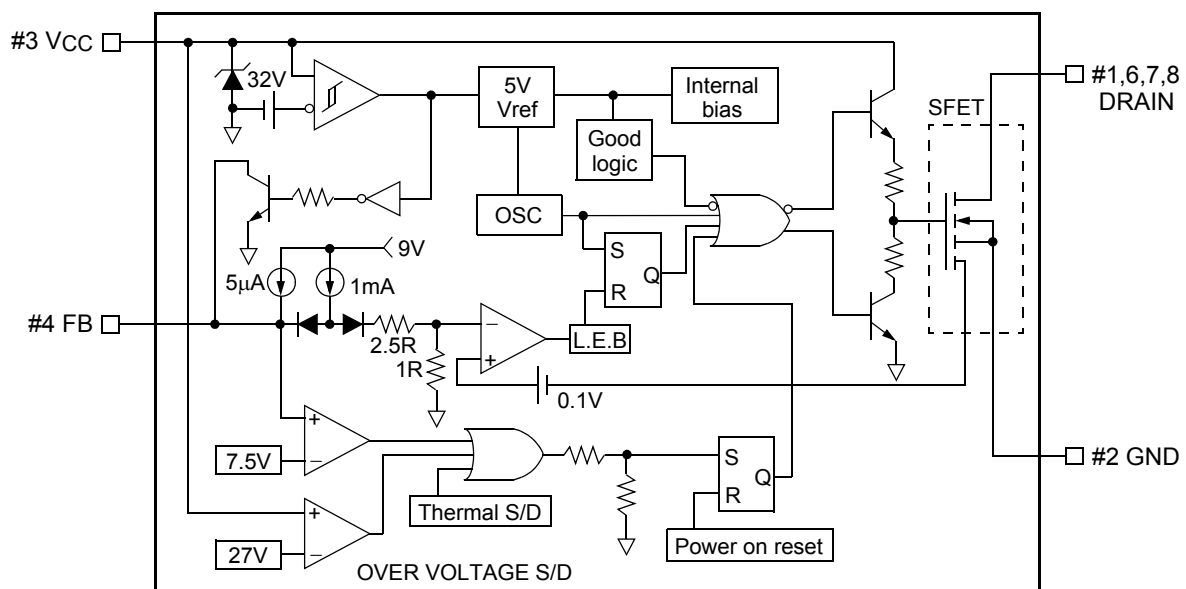 #3 VCC
32V
5V
Vref
Internal
bias
Good
logic
OSC
SFET
#1,6,7,8
DRAIN
9V
5μA
1mA
S
R
Q
#4 FB
2.5R
1R
−
+
L.E.B
0.1V
+
−
7.5V
Thermal S/D
S
R
Q
#2 GND
+
−
27V
Power on reset
OVER VOLTAGE S/D